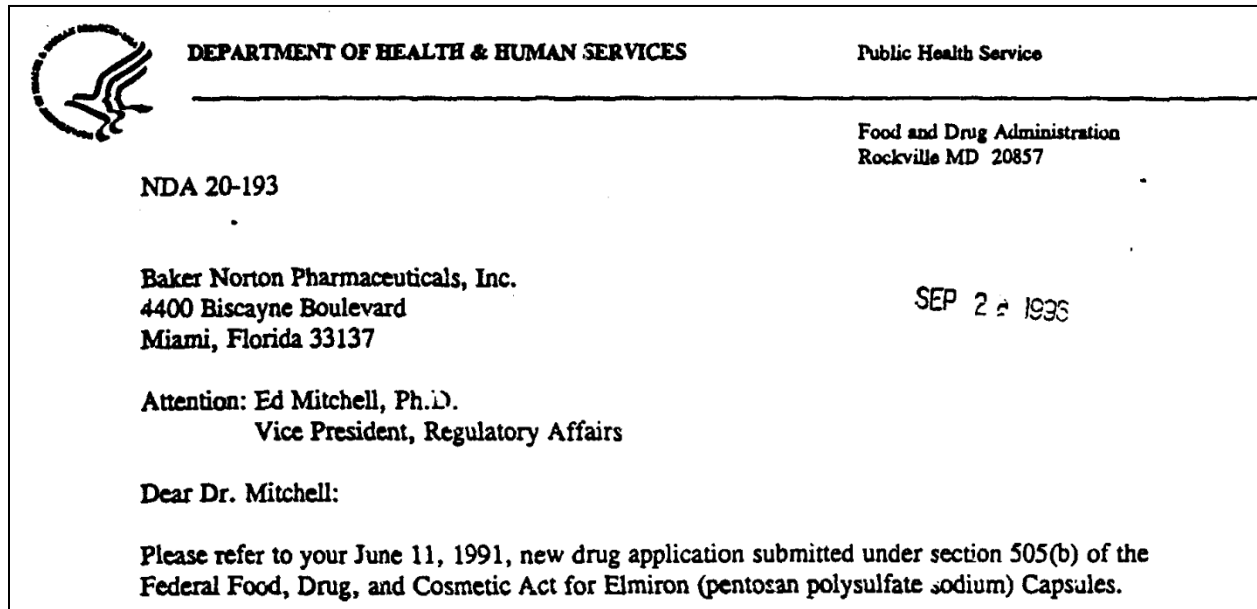 DEPARTMENT OF HEALTH & HUMAN SERVICES
Public Health Service
Food and Drug Administration
Rockville MD 20857
NDA 20-193
Baker Norton Pharmaceuticals, Inc.
4400 Biscayne Boulevard
Miami, Florida 33137
SEP 2 1996
Attention: Ed Mitchell, Ph.D.
Vice President, Regulatory Affairs
Dear Dr. Mitchell:
Please refer to your June 11, 1991, new drug application submitted under section 505(b) of the
Federal Food, Drug, and Cosmetic Act for Elmiron (pentosan polysulfate sodium) Capsules.